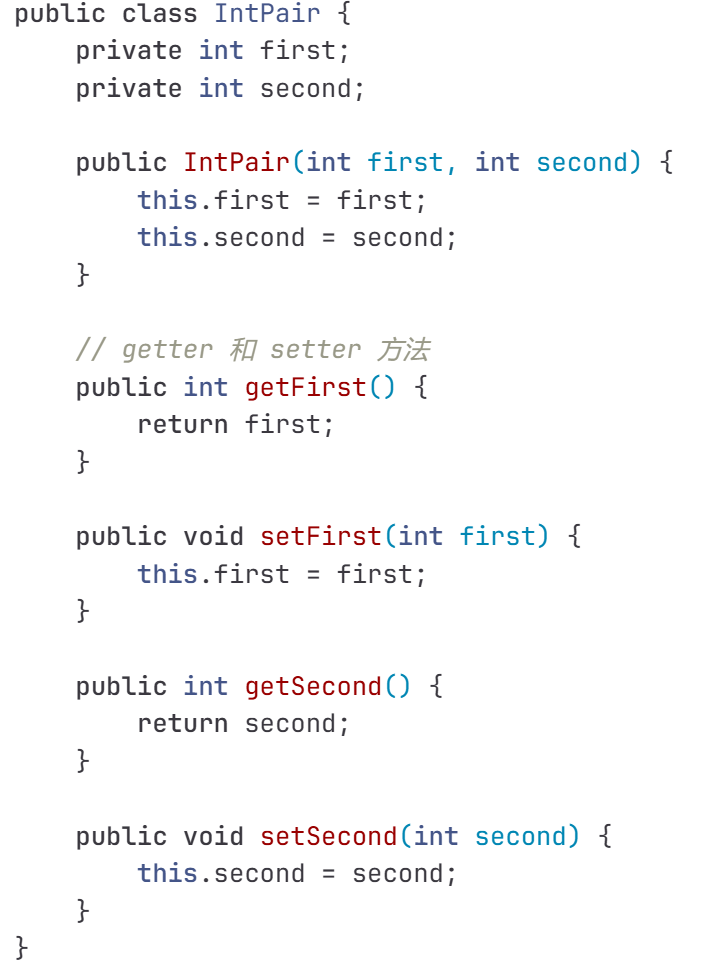 public class IntPair {
    private int first;
    private int second;

    public IntPair(int first, int second) {
        this.first = first;
        this.second = second;
    }

    // getter 和 setter 方法
    public int getFirst() {
        return first;
    }

    public void setFirst(int first) {
        this.first = first;
    }

    public int getSecond() {
        return second;
    }

    public void setSecond(int second) {
        this.second = second;
    }
}